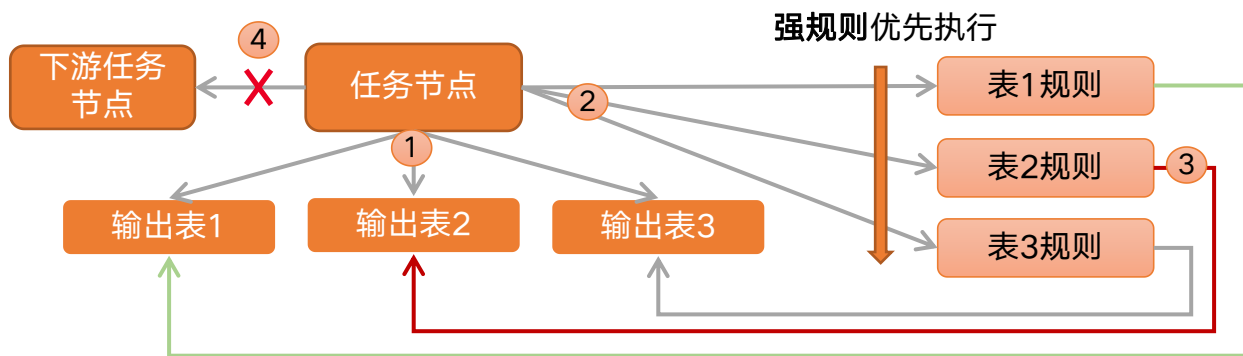 强规则优先执行
4
下游任务
节点
任务节点
2
表1规则
1
表2规则
3
输出表1
输出表2
输出表3
表3规则